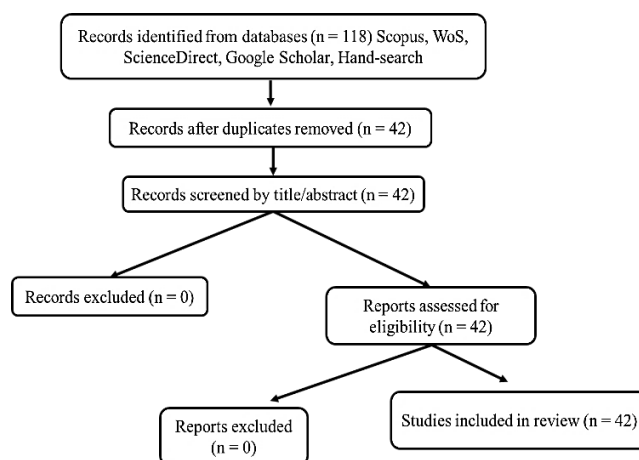 Records identified from databases (n = 118) Scopus, WoS,
ScienceDirect, Google Scholar, Hand-search
Records after duplicates removed (n = 42)
Records screened by title/abstract (n = 42)
Records excluded (n = 0)
Reports assessed for
eligibility (n = 42)
Reports excluded
(n = 0)
Studies included in review (n = 42)